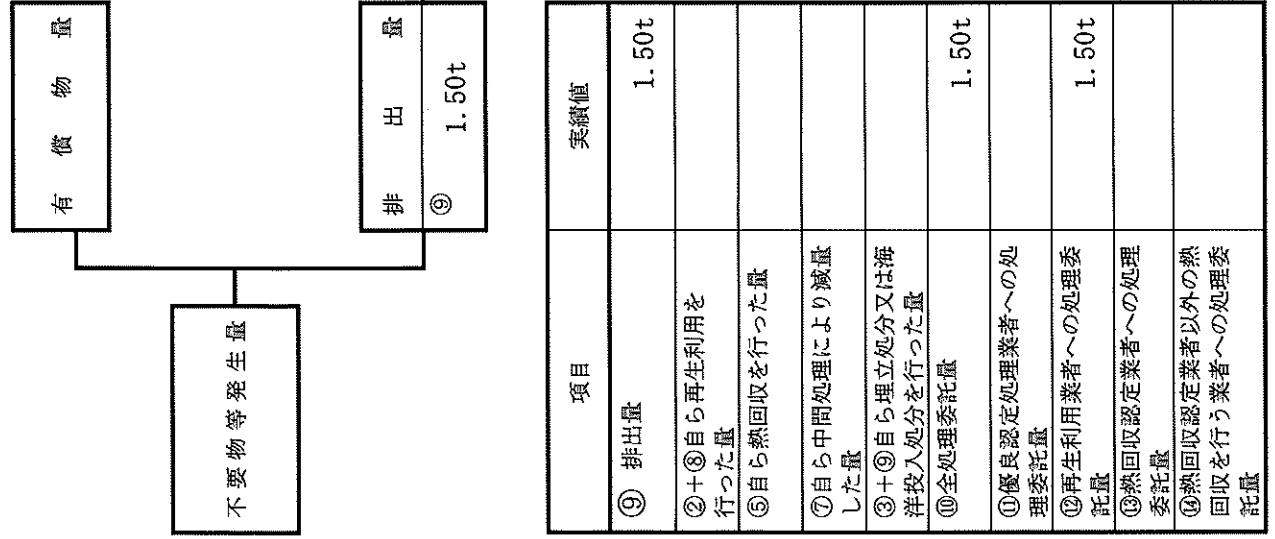 有償物量
不要物等発生量
排出量
⑨
1.50t
項目
実績値
⑨ 排出量
1.50t
②+⑧自ら再生利用を
行った量
⑤自ら熱回収を行った量
⑦自ら中間処理により減量
した量
③+⑨自ら埋立処分又は海
洋投入処分を行った量
⑩全処理委託量
1.50t
⑪優良認定処理業者への処
理委託量
⑫再生利用業者への処理委
託量
1.50t
⑬熱回収認定業者への処理
委託量
⑭熱回収認定業者以外の熱
回収を行う業者への処理委
託量